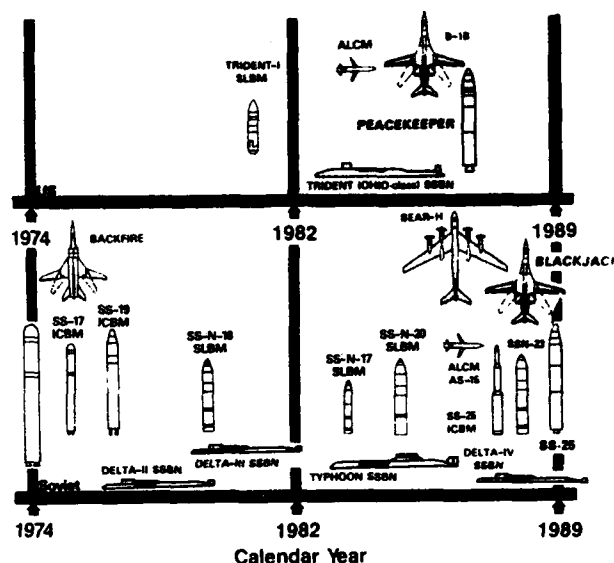 TRIDENT-I
SLBM
ALCM
B-1B
PEACEKEEPER
TRIDENT (OHIO-class) SSBN
US
1974
1982
1989
BACKFIRE
BEAR-H
BLACKJAC
SS-17
ICBM
SS-19
ICBM
SS-N-18
SLBM
SS-N-17
SLBM
SS-N-20
SLBM
ALCM
AS-15
SSN-23
SS-25
ICBM
SS-25
DELTA-II SSBN
DELTA-III SSBN
TYPHOON SSBN
DELTA-IV
SSBN
Soviet
1974
1982
1989
Calendar Year